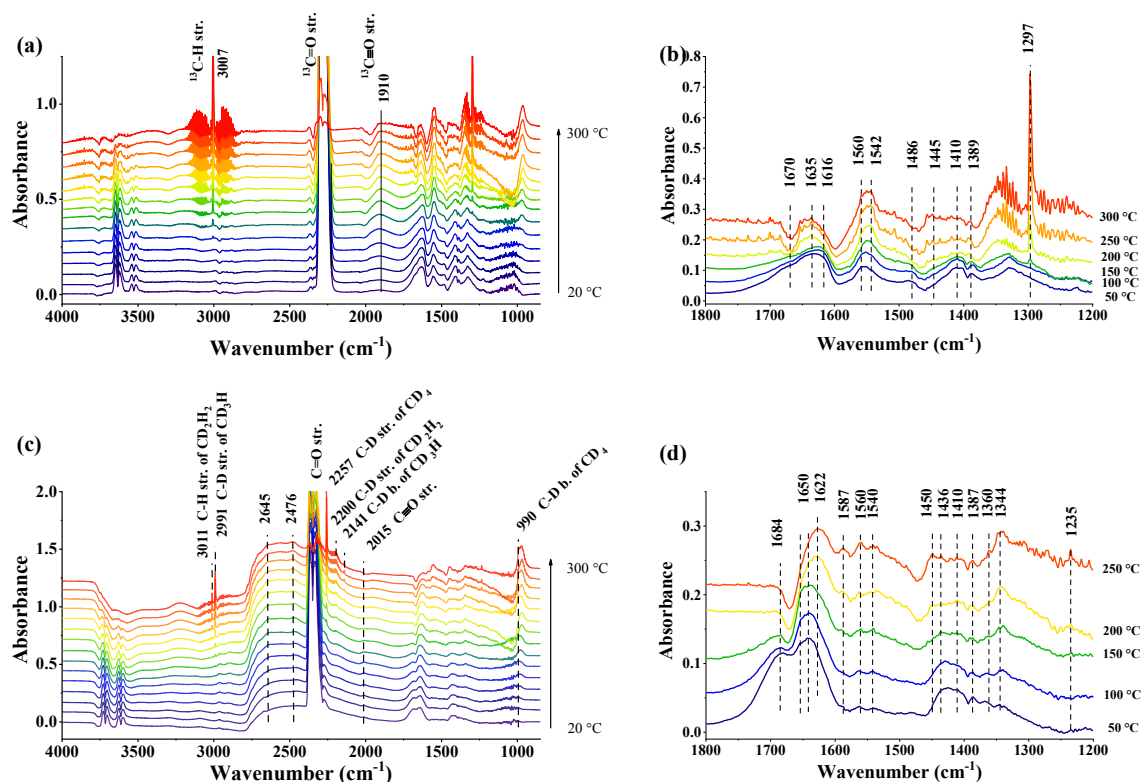 (a)
¹³C-H str.
3007
¹³C=O str.
¹³C≡O str.
1910
Absorbance
1.0
0.5
0.0
300 °C
20 °C
4000 3500 3000 2500 2000 1500 1000
Wavenumber (cm⁻¹)
(b)
1297
0.8
0.7
0.6
0.5
0.4
0.3
0.2
0.1
0.0
Absorbance
1670
1635
1616
1560
1542
1486
1445
1410
1389
300 °C
250 °C
200 °C
150 °C
100 °C
50 °C
1800 1700 1600 1500 1400 1300 1200
Wavenumber (cm⁻¹)
(c)
3011 C-H str. of CD₂H₂
2991 C-D str. of CD₃H
2645
2476
C=O str.
2257 C-D str. of CD₄
2200 C-D str. of CD₂H₂
2141 C-D b. of CD₃H
2015 C≡O str.
990 C-D b. of CD₄
Absorbance
2.0
1.5
1.0
0.5
0.0
300 °C
20 °C
4000 3500 3000 2500 2000 1500 1000
Wavenumber (cm⁻¹)
(d)
1684
1650
1622
1587
1560
1540
1450
1436
1410
1387
1360
1344
1235
Absorbance
0.3
0.2
0.1
0.0
250 °C
200 °C
150 °C
100 °C
50 °C
1800 1700 1600 1500 1400 1300 1200
Wavenumber (cm⁻¹)